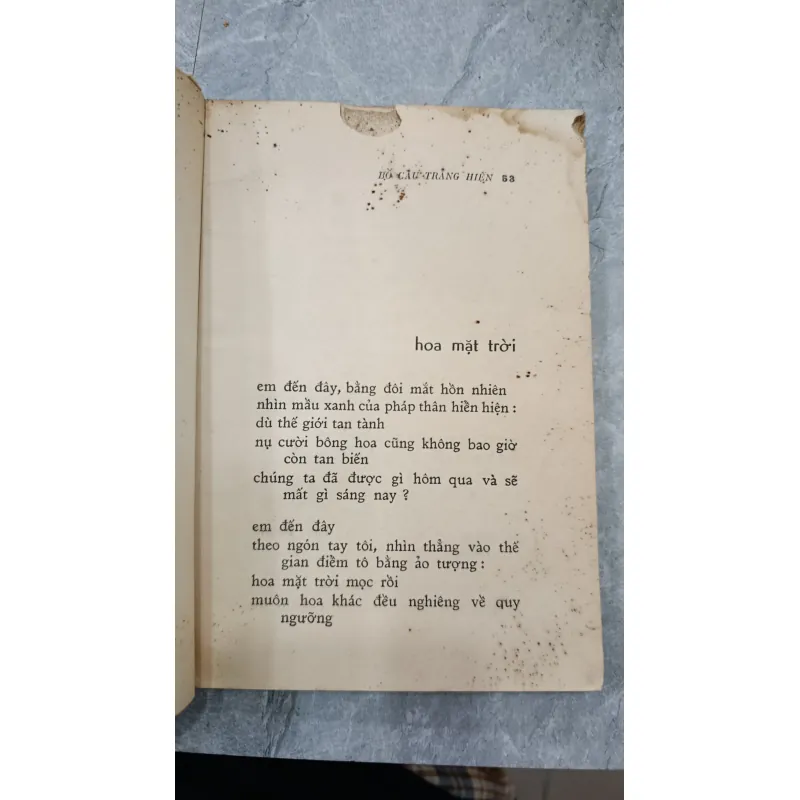 BỒ CÂU TRẮNG HIỆN 53
hoa mặt trời
em đến đây, bằng đôi mắt hồn nhiên
nhìn mầu xanh của pháp thân hiền hiện :
dù thế giới tan tành
nụ cười bông hoa cũng không bao giờ
còn tan biến
chúng ta đã được gì hôm qua và sẽ
mất gì sáng nay ?
em đến đây
theo ngón tay tôi, nhìn thẳng vào thế
gian điềm tô bằng ảo tượng :
hoa mặt trời mọc rồi
muôn hoa khác đều nghiêng về quy
ngưỡng